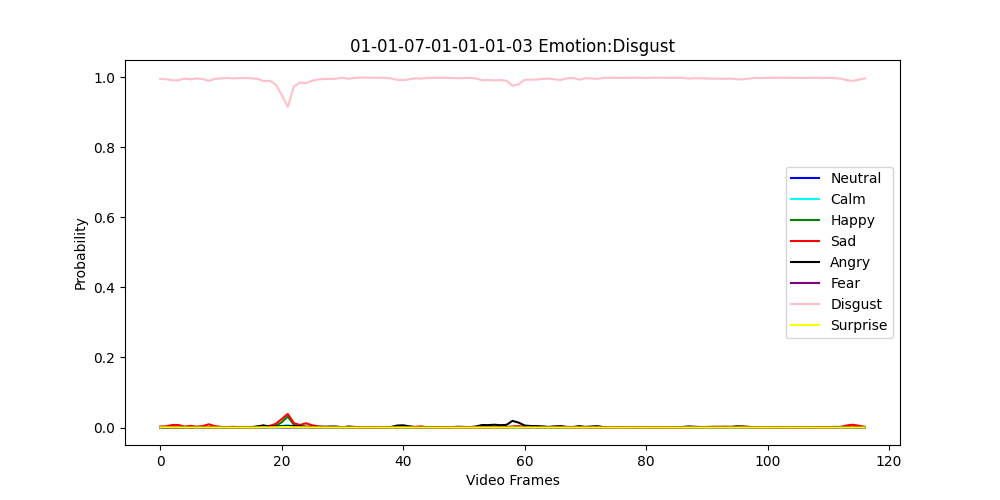 01-01-07-01-01-01-03 Emotion:Disgust
Probability
1.0
0.8
0.6
0.4
0.2
0.0
Neutral
Calm
Happy
Sad
Angry
Fear
Disgust
Surprise
0 20 40 60 80 100 120
Video Frames